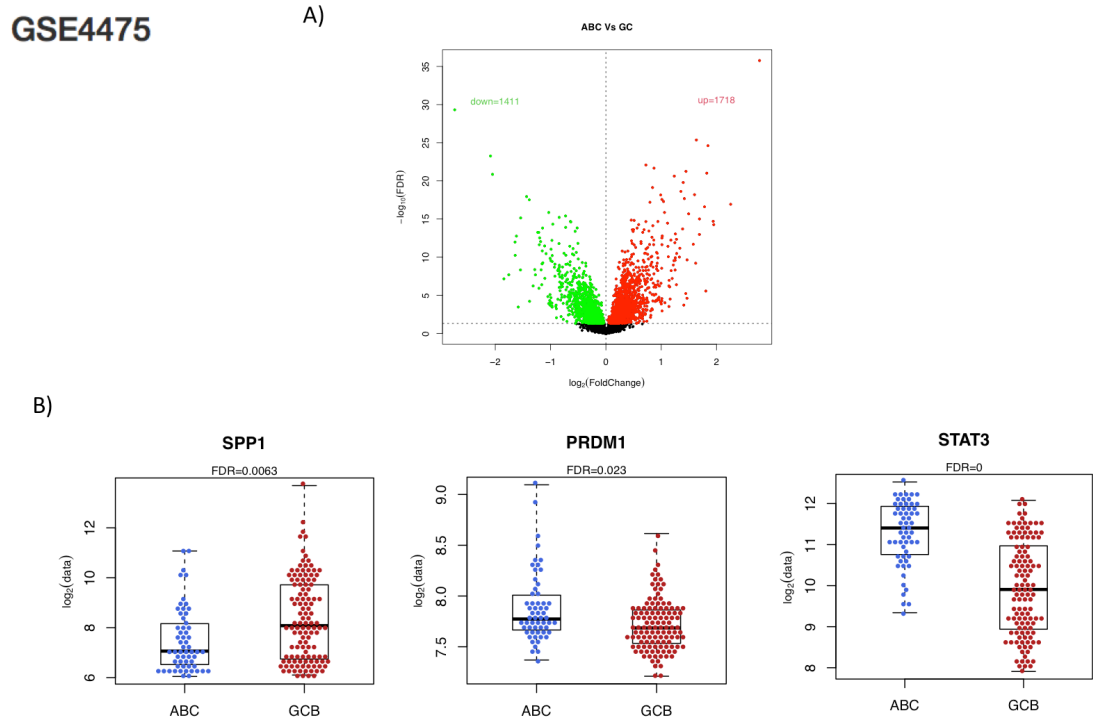 GSE4475
A)
ABC Vs GC
down=1411
up=1718
35
30
25
20
15
10
5
0
−log10(FDR)
−2
−1
0
1
2
log2(FoldChange)
B)
SPP1
FDR=0.0063
12
10
8
6
log2(data)
ABC
GCB
PRDM1
FDR=0.023
9.0
8.5
8.0
7.5
log2(data)
ABC
GCB
STAT3
FDR=0
12
11
10
9
8
log2(data)
ABC
GCB